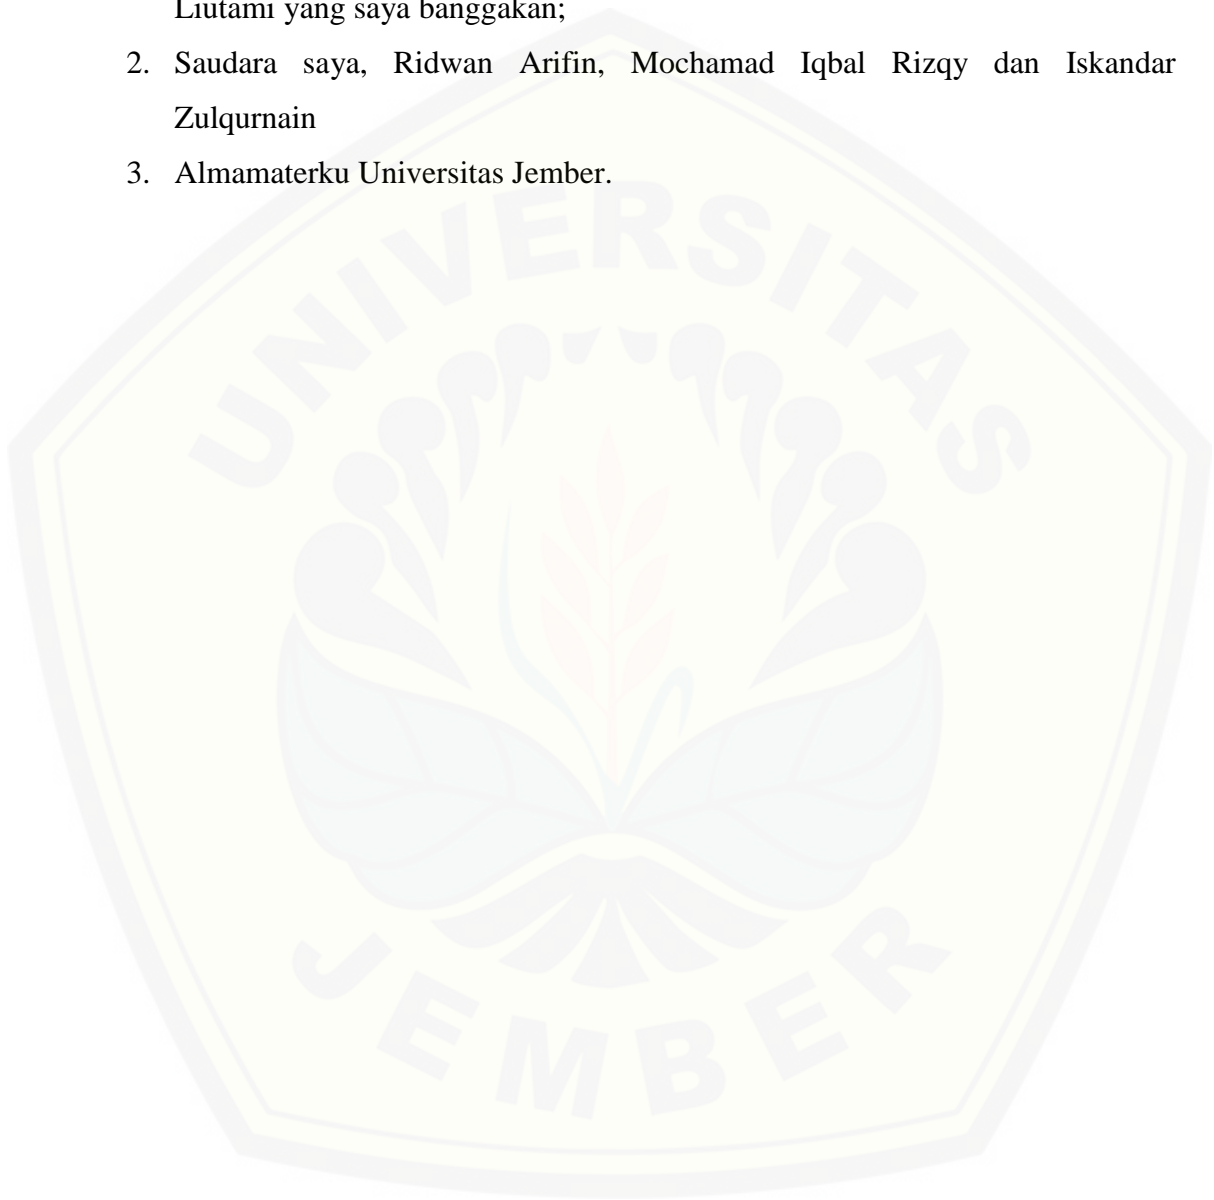 Liutami yang saya banggakan;
2. Saudara saya, Ridwan Arifin, Mochamad Iqbal Rizqy dan Iskandar
Zulqurnain
3. Almamaterku Universitas Jember.
UNIVERSITAS
JEMBER